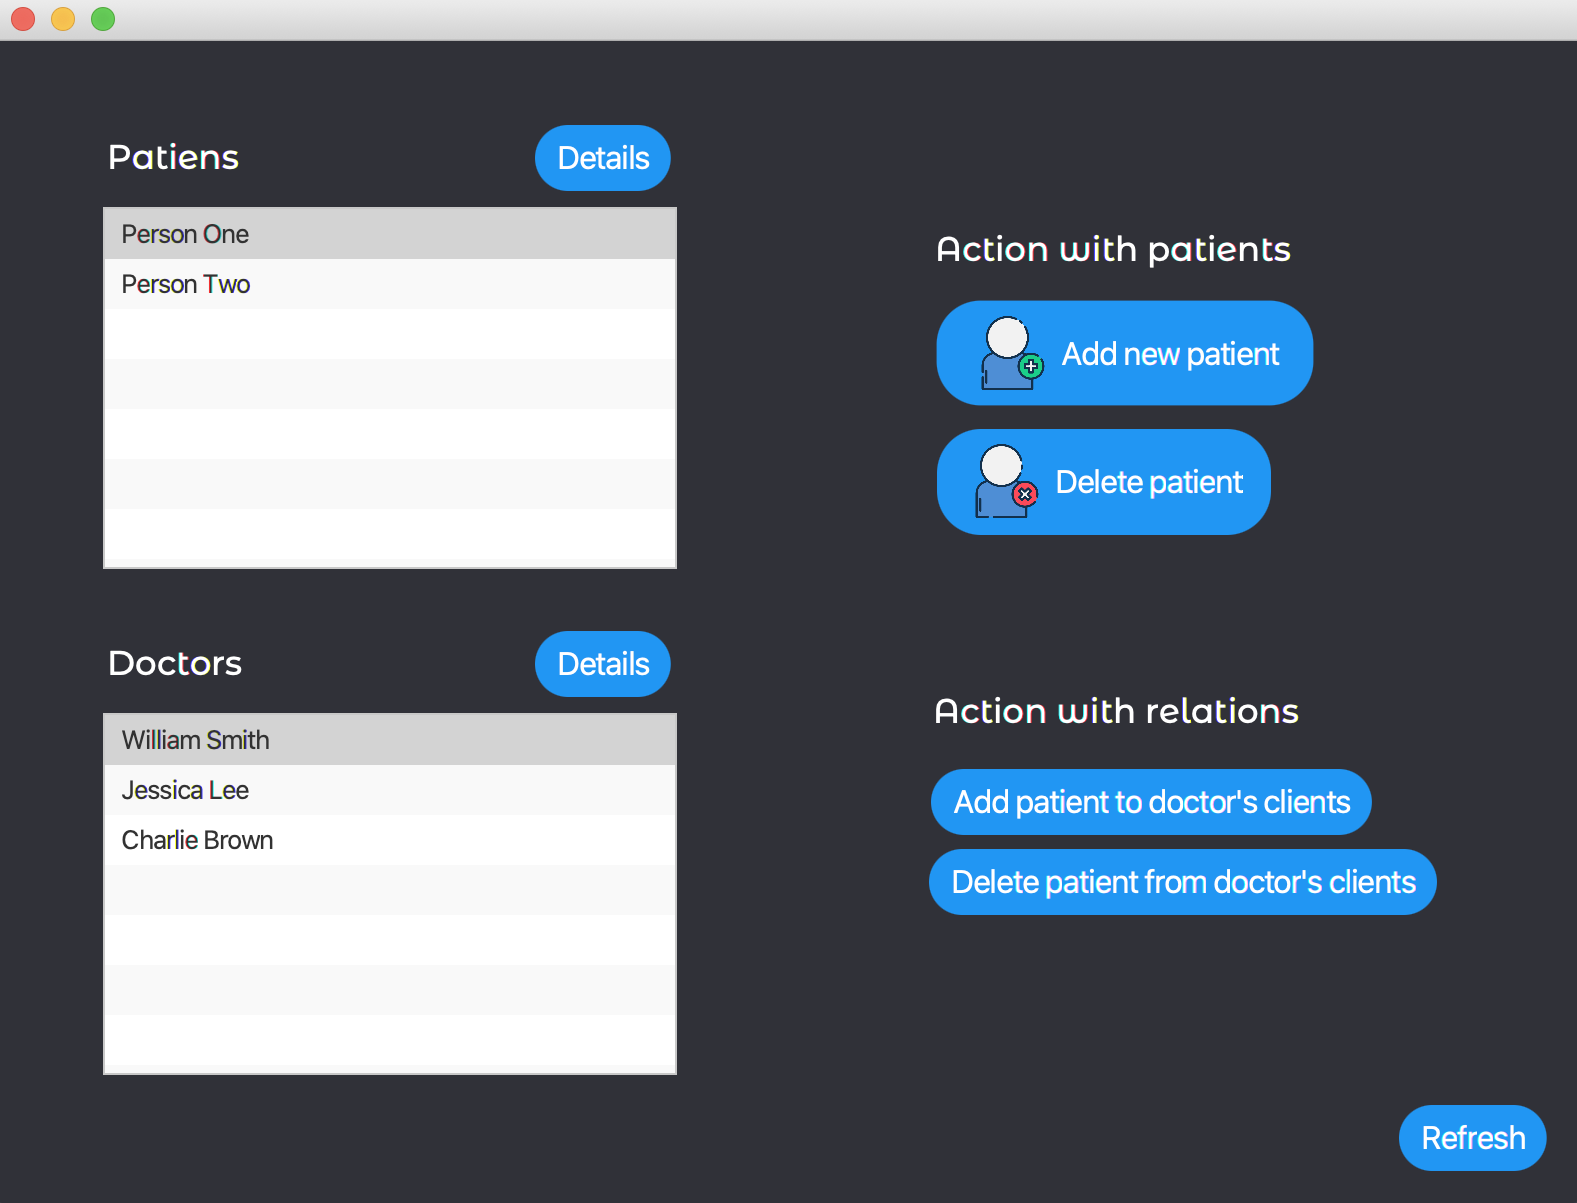 Patiens
Details
Person One
Person Two
Doctors
Details
William Smith
Jessica Lee
Charlie Brown
Action with patients
Add new patient
Delete patient
Action with relations
Add patient to doctor's clients
Delete patient from doctor's clients
Refresh